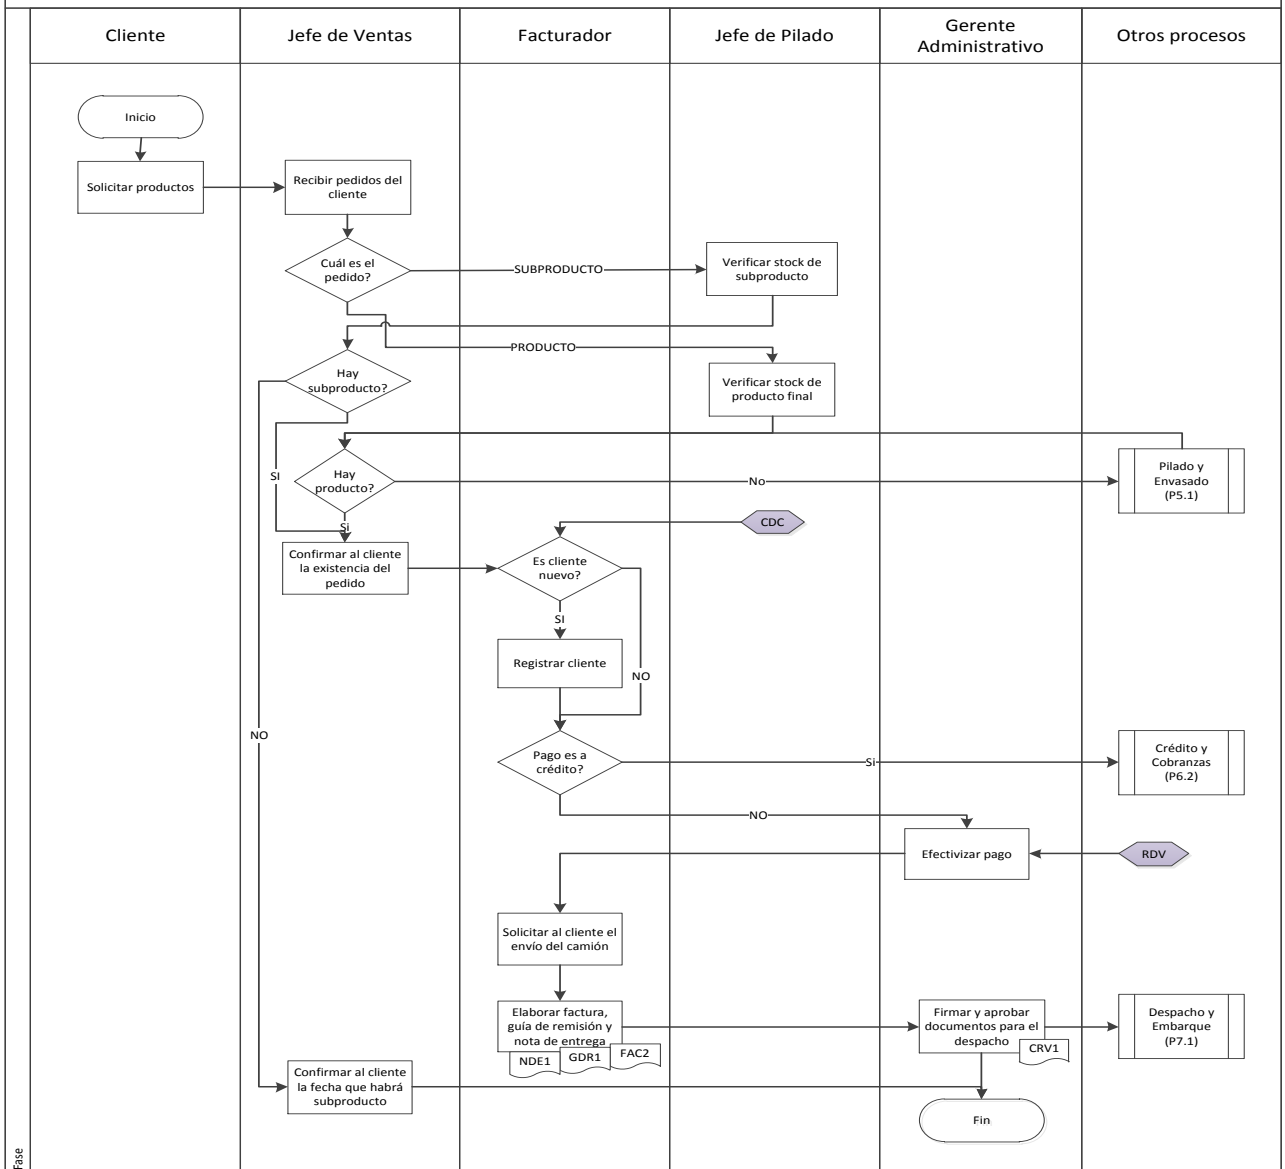 Cliente
Jefe de Ventas
Facturador
Jefe de Pilado
Gerente
Administrativo
Otros procesos
Inicio
Solicitar productos
Recibir pedidos del
cliente
Cuál es el
pedido?
SUBPRODUCTO
Verificar stock de
subproducto
PRODUCTO
Hay
subproducto?
Verificar stock de
producto final
SI
Hay
producto?
No
Pilado y
Envasado
(P5.1)
Si
CDC
Confirmar al cliente
la existencia del
pedido
Es cliente
nuevo?
SI
Registrar cliente
NO
NO
Pago es a
crédito?
Si
Crédito y
Cobranzas
(P6.2)
NO
Efectivizar pago
RDV
Solicitar al cliente el
envío del camión
Elaborar factura,
guía de remisión y
nota de entrega
NDE1
GDR1
FAC2
Firmar y aprobar
documentos para el
despacho
CRV1
Despacho y
Embarque
(P7.1)
Confirmar al cliente
la fecha que habrá
subproducto
Fin
Fase